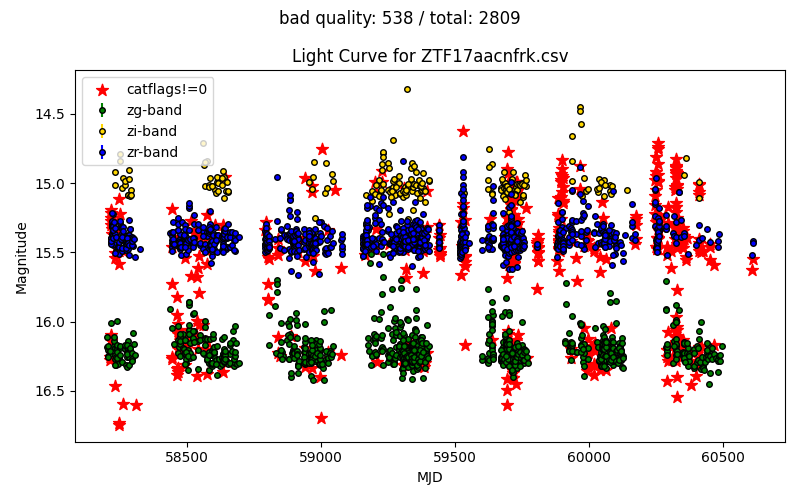 bad quality: 538 / total: 2809
Light Curve for ZTF17aacnfrk.csv
catflags!=0
zg-band
zi-band
zr-band
14.5
15.0
15.5
16.0
16.5
Magnitude
58500
59000
59500
60000
60500
MJD